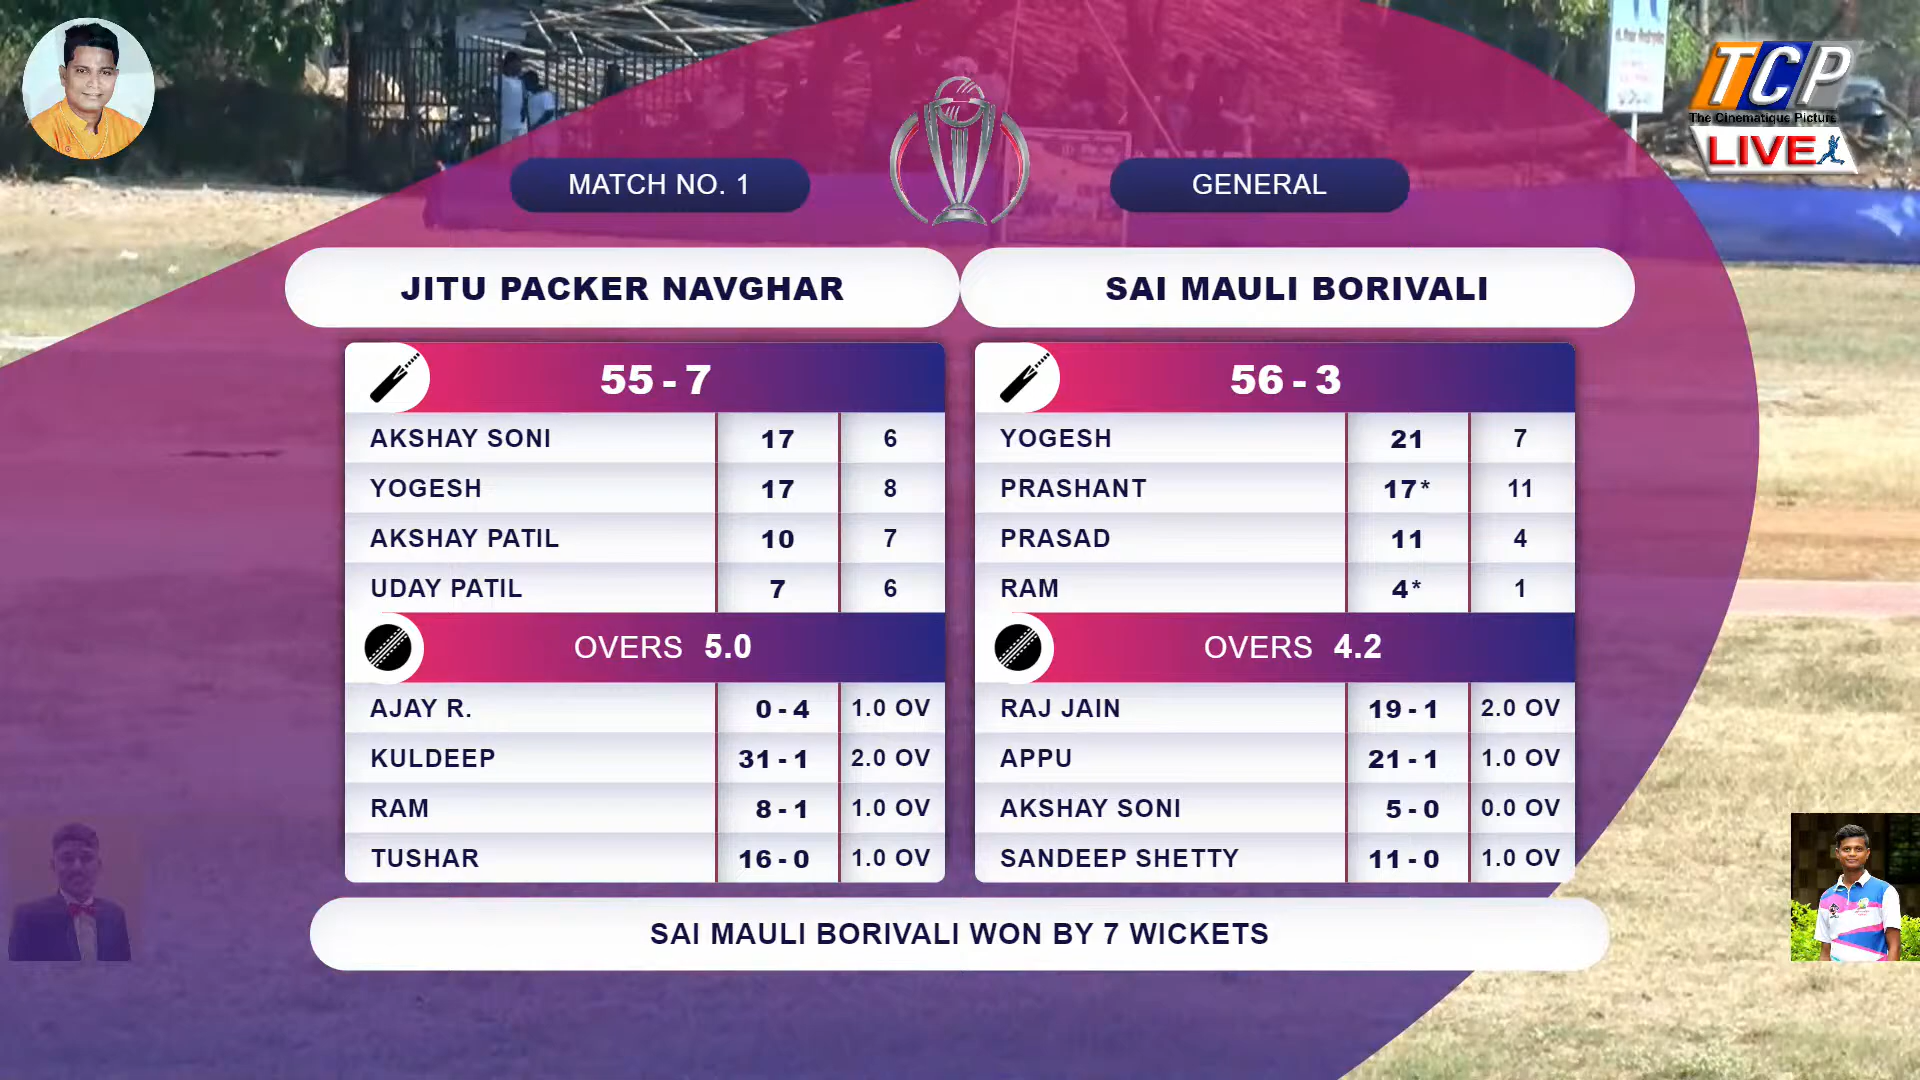 TCP
The Cinematique Picture
LIVE
MATCH NO. 1
GENERAL
JITU PACKER NAVGHAR
SAI MAULI BORIVALI
55 - 7
AKSHAY SONI 17 6
YOGESH 17 8
AKSHAY PATIL 10 7
UDAY PATIL 7 6
OVERS 5.0
AJAY R. 0 - 4 1.0 OV
KULDEEP 31 - 1 2.0 OV
RAM 8 - 1 1.0 OV
TUSHAR 16 - 0 1.0 OV
56 - 3
YOGESH 21 7
PRASHANT 17* 11
PRASAD 11 4
RAM 4* 1
OVERS 4.2
RAJ JAIN 19 - 1 2.0 OV
APPU 21 - 1 1.0 OV
AKSHAY SONI 5 - 0 0.0 OV
SANDEEP SHETTY 11 - 0 1.0 OV
SAI MAULI BORIVALI WON BY 7 WICKETS